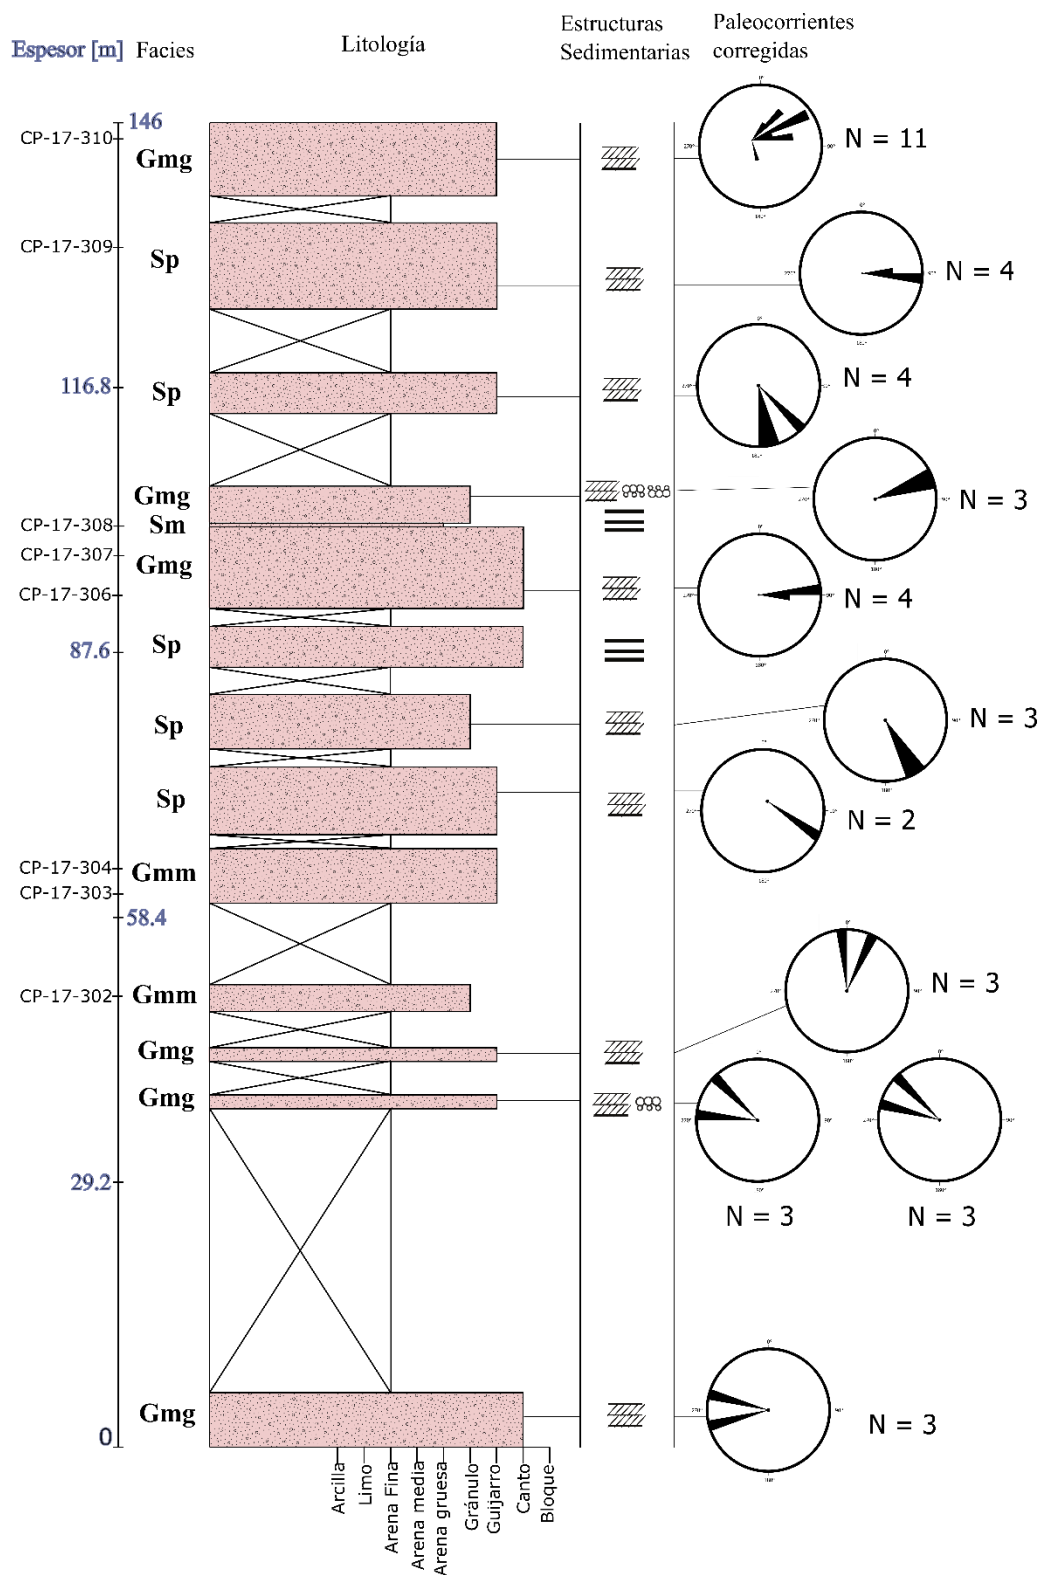 Espesor [m]
Facies
Litología
Estructuras
Sedimentarias
Paleocorrientes
corregidas
146
CP-17-310
Gmg
N = 11
CP-17-309
Sp
N = 4
116.8
Sp
N = 4
Gmg
N = 3
CP-17-308
Sm
CP-17-307
Gmg
CP-17-306
N = 4
87.6
Sp
Sp
N = 3
Sp
N = 2
CP-17-304
Gmm
CP-17-303
58.4
CP-17-302
Gmm
N = 3
Gmg
Gmg
29.2
N = 3
N = 3
Gmg
N = 3
0
Arcilla
Limo
Arena Fina
Arena media
Arena gruesa
Gránulo
Guijarro
Canto
Bloque